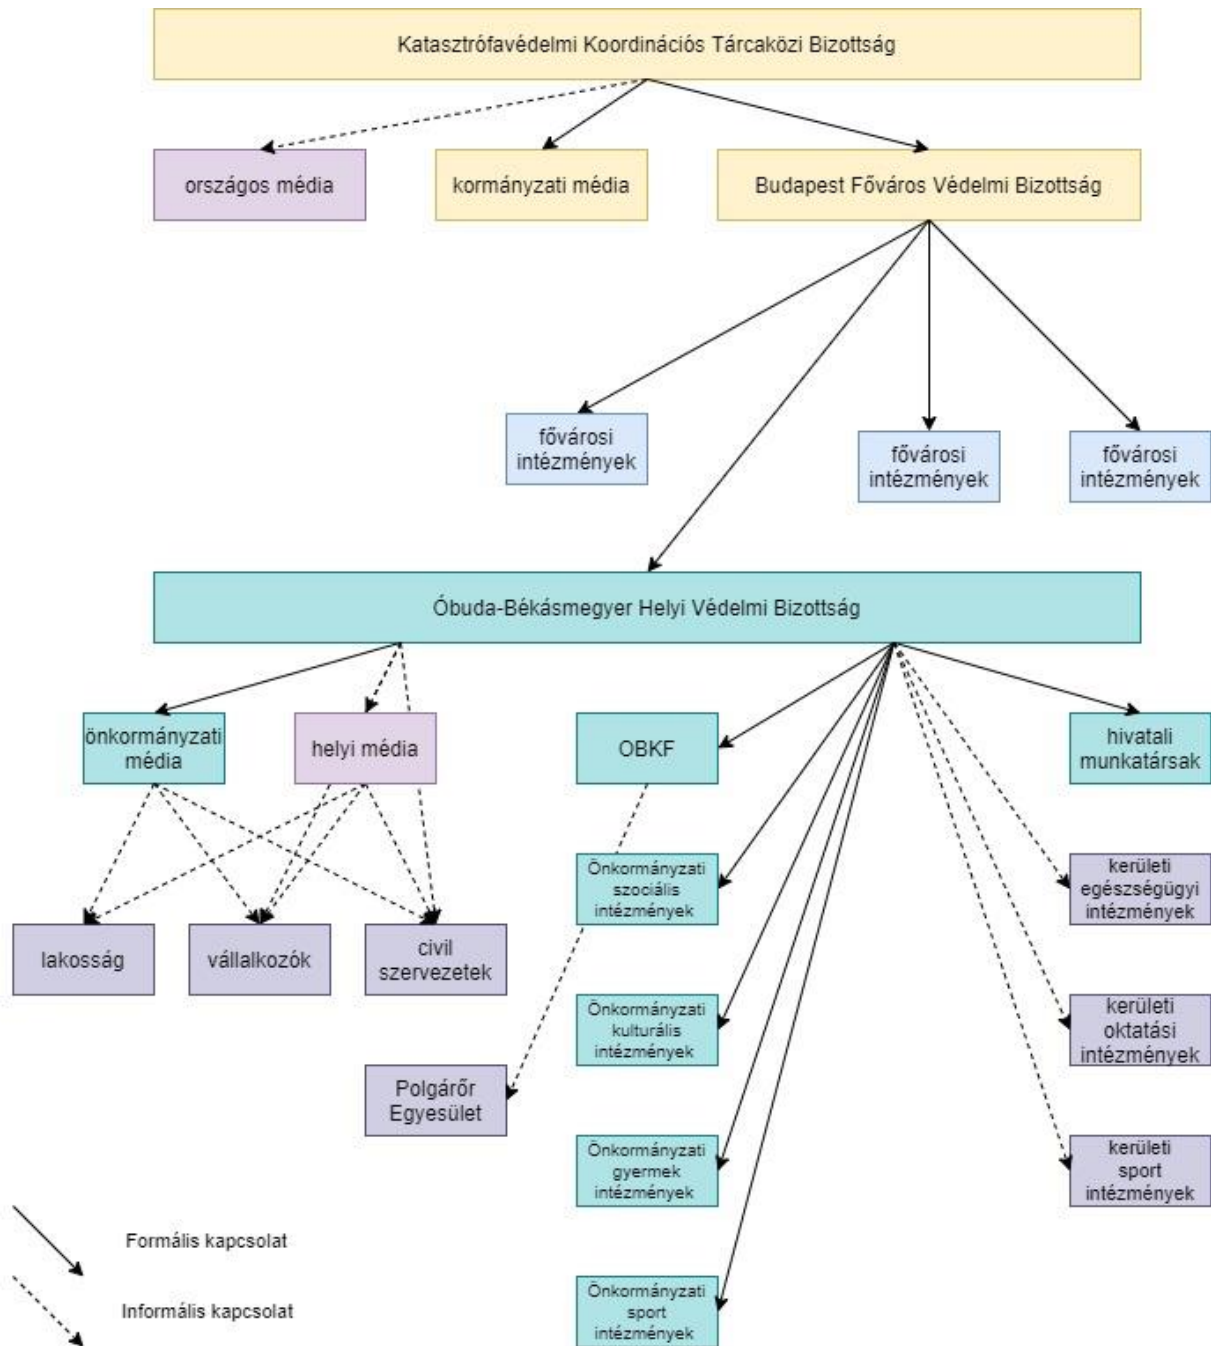 Katasztrófavédelmi Koordinációs Tárcaközi Bizottság
országos média
kormányzati média
Budapest Főváros Védelmi Bizottság
fővárosi
intézmények
fővárosi
intézmények
fővárosi
intézmények
Óbuda-Békásmegyer Helyi Védelmi Bizottság
önkormányzati
média
helyi média
OBKF
hivatali
munkatársak
Önkormányzati
szociális
intézmények
kerületi
egészségügyi
intézmények
lakosság
vállalkozók
civil
szervezetek
Önkormányzati
kulturális
intézmények
kerületi
oktatási
intézmények
Polgárőr
Egyesület
Önkormányzati
gyermek
intézmények
kerületi
sport
intézmények
Formális kapcsolat
Informális kapcsolat
Önkormányzati
sport
intézmények